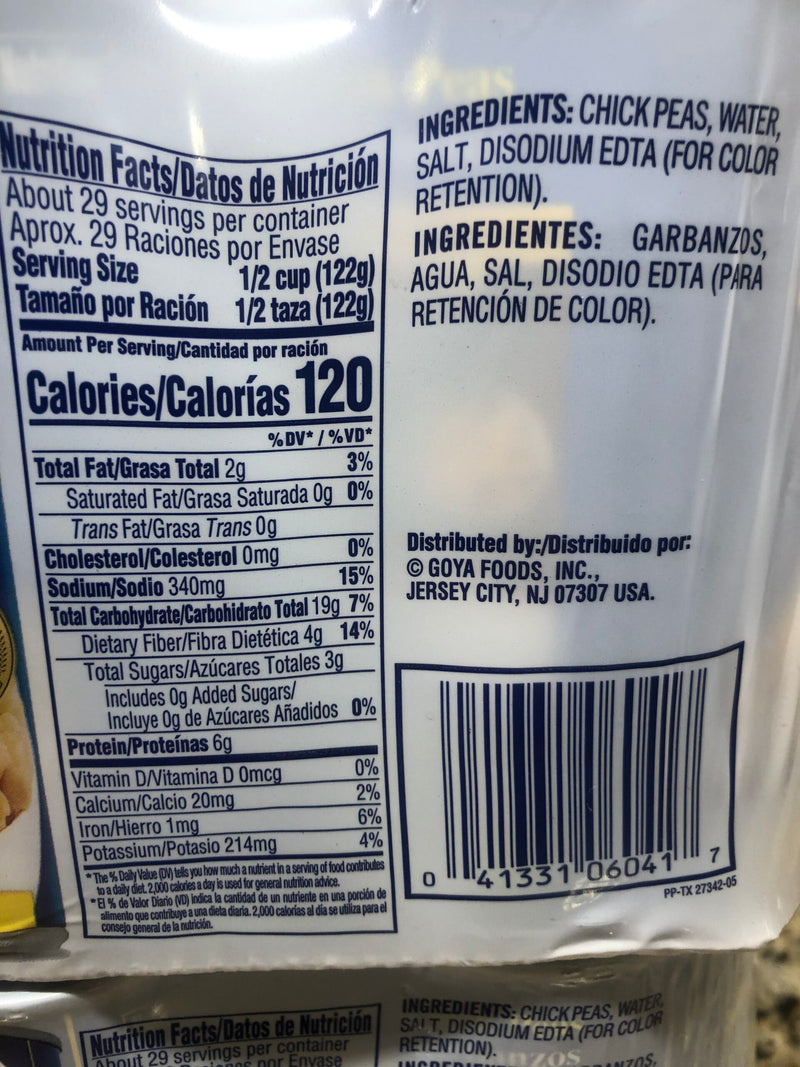 Nutrition Facts/Datos de Nutrición
About 29 servings per container
Aprox. 29 Raciones por Envase
Serving Size 1/2 cup (122g)
Tamaño por Ración 1/2 taza (122g)
Amount Per Serving/Cantidad por ración
Calories/Calorías 120
%DV* / %VD*
Total Fat/Grasa Total 2g 3%
Saturated Fat/Grasa Saturada 0g 0%
Trans Fat/Grasa Trans 0g
Cholesterol/Colesterol 0mg 0%
Sodium/Sodio 340mg 15%
Total Carbohydrate/Carbohidrato Total 19g 7%
Dietary Fiber/Fibra Dietética 4g 14%
Total Sugars/Azúcares Totales 3g
Includes 0g Added Sugars/
Incluye 0g de Azúcares Añadidos 0%
Protein/Proteínas 6g
Vitamin D/Vitamina D 0mcg 0%
Calcium/Calcio 20mg 2%
Iron/Hierro 1mg 6%
Potassium/Potasio 214mg 4%
* The % Daily Value (DV) tells you how much a nutrient in a serving of food contributes
to a daily diet. 2,000 calories a day is used for general nutrition advice.
* El % de Valor Diario (VD) indica la cantidad de un nutriente en una porción de
alimento que contribuye a una dieta diaria. 2,000 calorías al día se utiliza para el
consejo general de la nutrición.
Peas
INGREDIENTS: CHICK PEAS, WATER,
SALT, DISODIUM EDTA (FOR COLOR
RETENTION).
INGREDIENTES: GARBANZOS,
AGUA, SAL, DISODIO EDTA (PARA
RETENCIÓN DE COLOR).
Distributed by:/Distribuido por:
© GOYA FOODS, INC.,
JERSEY CITY, NJ 07307 USA.
0 41331 06041 7
PP-TX 27342-05
Nutrition Facts/Datos de Nutrición
About 29 servings per container
por Envase
INGREDIENTS: CHICK PEAS, WATER,
SALT, DISODIUM EDTA (FOR COLOR
RETENTION).